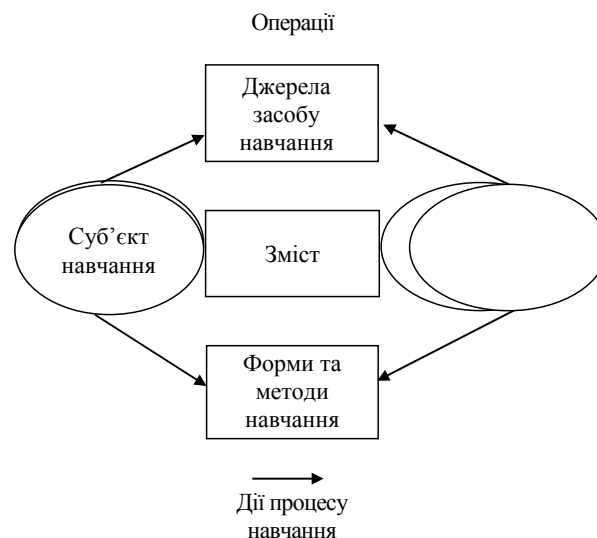 Операції
Джерела
засобу
навчання
Суб’єкт
навчання
Зміст
Форми та
методи
навчання
Дії процесу
навчання